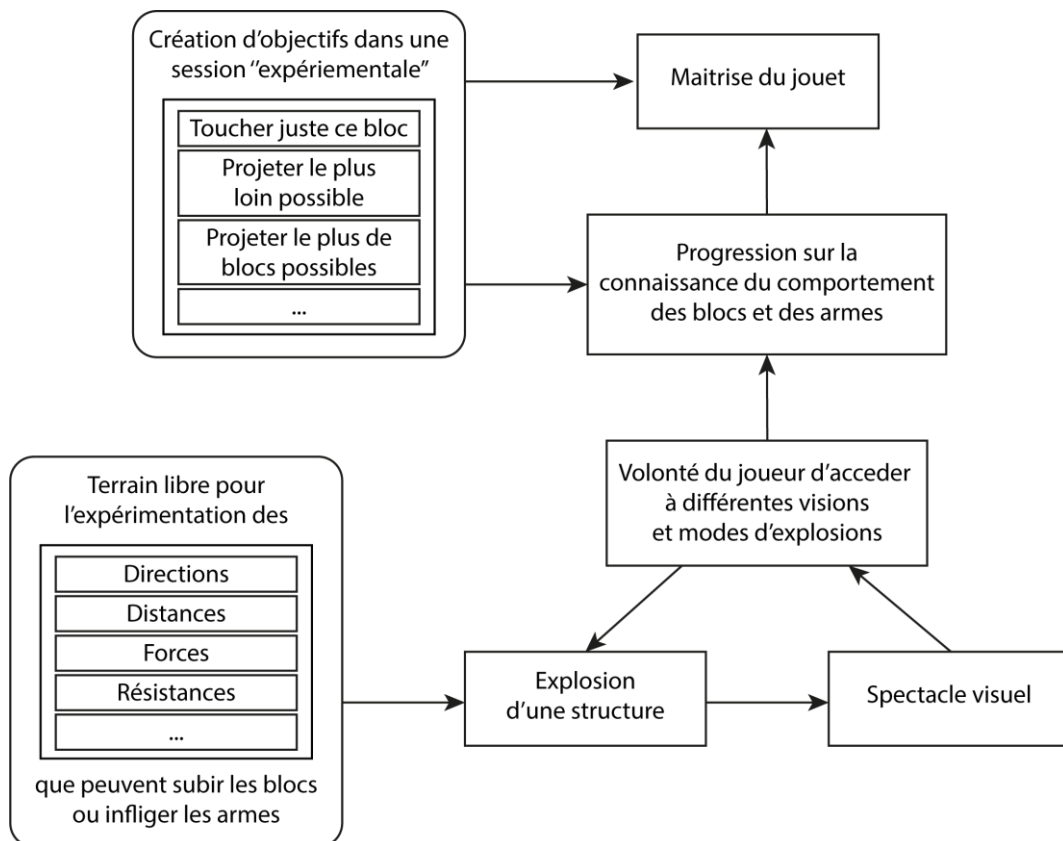 Création d’objectifs dans une
session “expériementale”
Toucher juste ce bloc
Projeter le plus
loin possible
Projeter le plus de
blocs possibles
...
Maitrise du jouet
Progression sur la
connaissance du comportement
des blocs et des armes
Volonté du joueur d’acceder
à différentes visions
et modes d’explosions
Terrain libre pour
l’expérimentation des
Directions
Distances
Forces
Résistances
...
que peuvent subir les blocs
ou infliger les armes
Explosion
d’une structure
Spectacle visuel